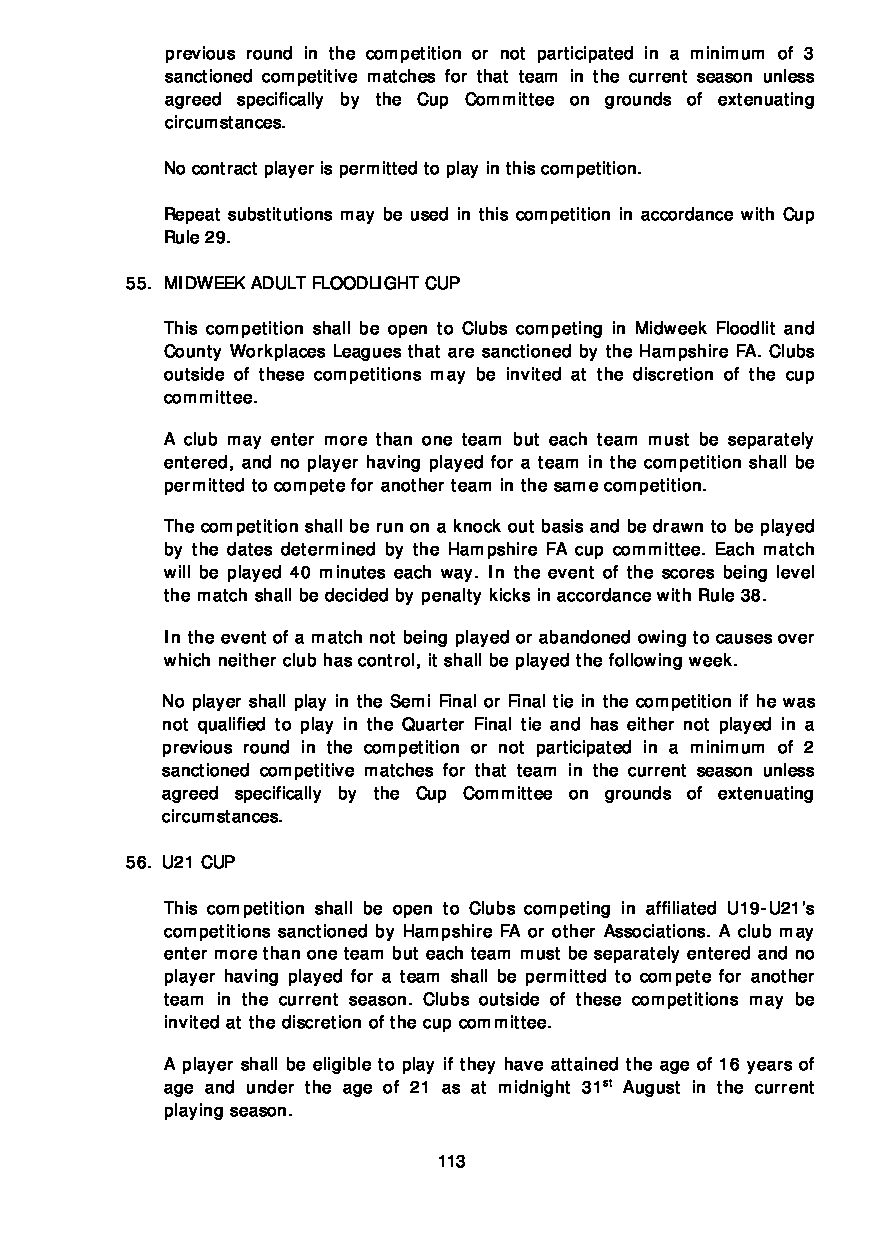 previous round in the competition or not participated in a minimum of 3
sanctioned competitive matches for that team in the current season unless
agreed specifically by the Cup Committee on grounds of extenuating
circumstances.
No contract player is permitted to play in this competition.
Repeat substitutions may be used in this competition in accordance with Cup
Rule 29.
55. MIDWEEK ADULT FLOODLIGHT CUP
This competition shall be open to Clubs competing in Midweek Floodlit and
County Workplaces Leagues that are sanctioned by the Hampshire FA. Clubs
outside of these competitions may be invited at the discretion of the cup
committee.
A club may enter more than one team but each team must be separately
entered, and no player having played for a team in the competition shall be
permitted to compete for another team in the same competition.
The competition shall be run on a knock out basis and be drawn to be played
by the dates determined by the Hampshire FA cup committee. Each match
will be played 40 minutes each way. In the event of the scores being level
the match shall be decided by penalty kicks in accordance with Rule 38.
In the event of a match not being played or abandoned owing to causes over
which neither club has control, it shall be played the following week.
No player shall play in the Semi Final or Final tie in the competition if he was
not qualified to play in the Quarter Final tie and has either not played in a
previous round in the competition or not participated in a minimum of 2
sanctioned competitive matches for that team in the current season unless
agreed specifically by the Cup Committee on grounds of extenuating
circumstances.
56. U21 CUP
This competition shall be open to Clubs competing in affiliated U19-U21's
competitions sanctioned by Hampshire FA or other Associations. A club may
enter more than one team but each team must be separately entered and no
player having played for a team shall be permitted to compete for another
team in the current season. Clubs outside of these competitions may be
invited at the discretion of the cup committee.
A player shall be eligible to play if they have attained the age of 16 years of
age and under the age of 21 as at midnight 31st August in the current
playing season.
113